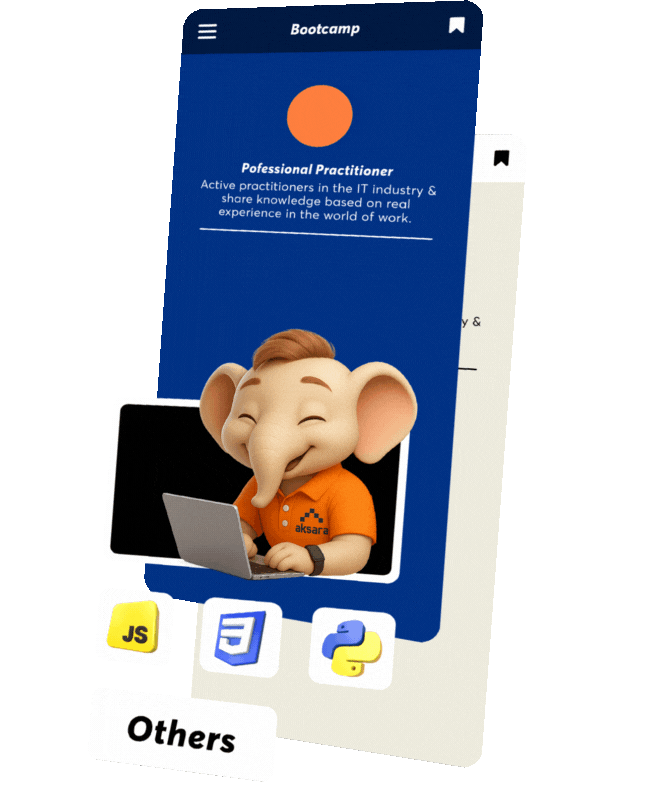 Bootcamp
Pofessional Practitioner
Active practitioners in the IT industry &
share knowledge based on real
experience in the world of work.
y &
aksara
JS
3
Others